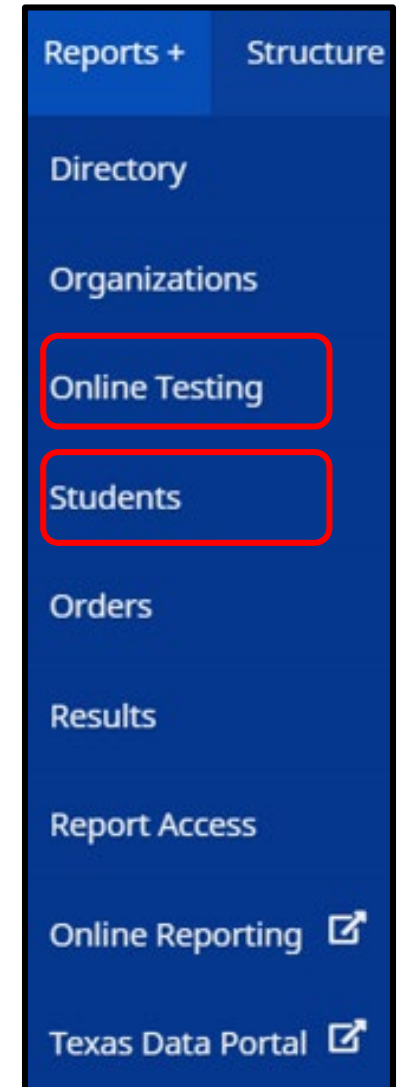 Reports + Structure
Directory
Organizations
Online Testing
Students
Orders
Results
Report Access
Online Reporting
Texas Data Portal